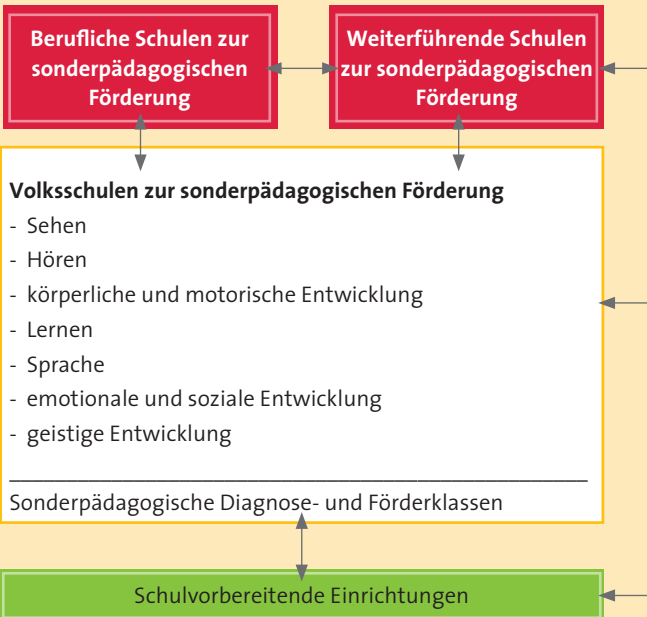 Berufliche Schulen zur
sonderpädagogischen
Förderung
Weiterführende Schulen
zur sonderpädagogischen
Förderung
Volksschulen zur sonderpädagogischen Förderung
- Sehen
- Hören
- körperliche und motorische Entwicklung
- Lernen
- Sprache
- emotionale und soziale Entwicklung
- geistige Entwicklung
Sonderpädagogische Diagnose- und Förderklassen
Schulvorbereitende Einrichtungen